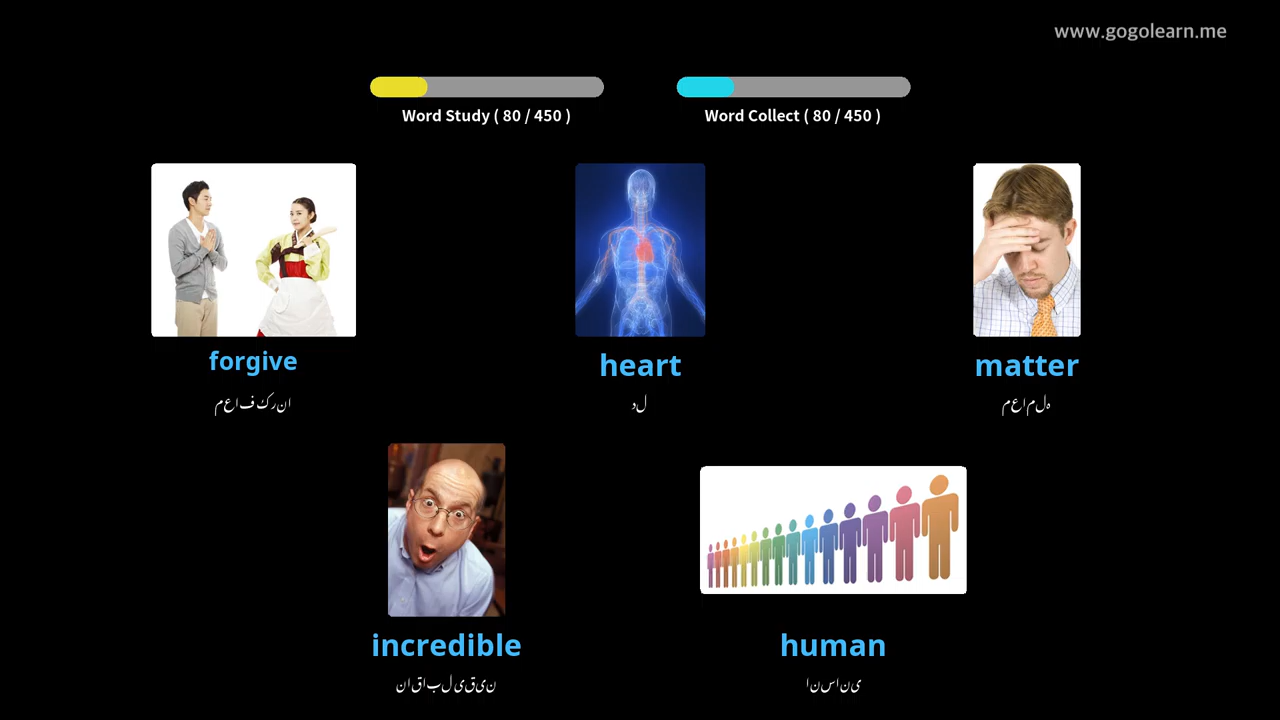 www.gogolearn.me
Word Study ( 80 / 450 )
Word Collect ( 80 / 450 )
forgive
معاف کرنا
heart
دل
matter
معاملہ
incredible
ناقابل یقین
human
انسانی